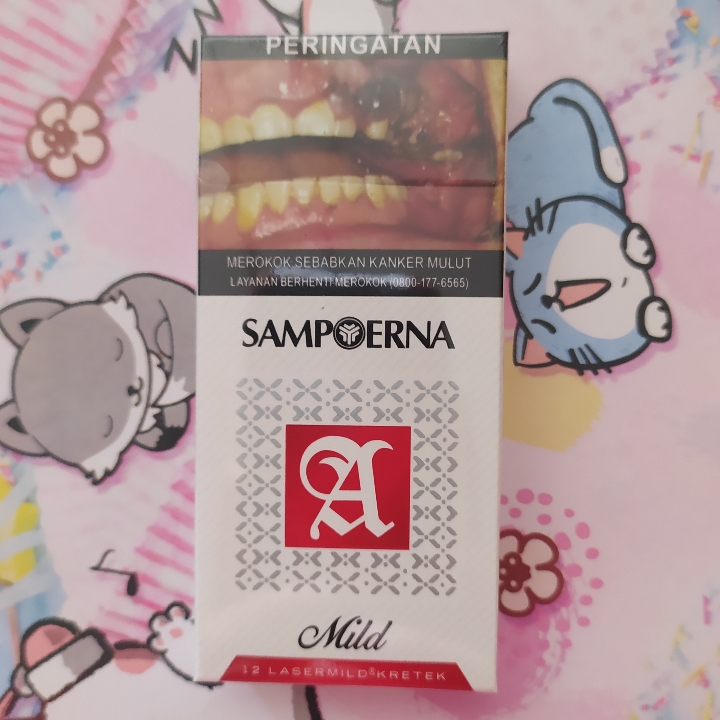 PERINGATAN
MEROKOK SEBABKAN KANKER MULUT
LAYANAN BERHENTI MEROKOK (0800-177-6565)
SAMPOERNA
A
Mild
12 LASERMILD® KRETEK